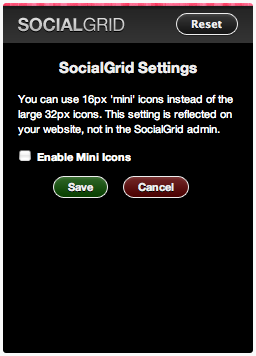 SOCIALGRID
Reset
SocialGrid Settings
You can use 16px 'mini' icons instead of the
large 32px icons. This setting is reflected on
your website, not in the SocialGrid admin.
Enable Mini Icons
Save
Cancel